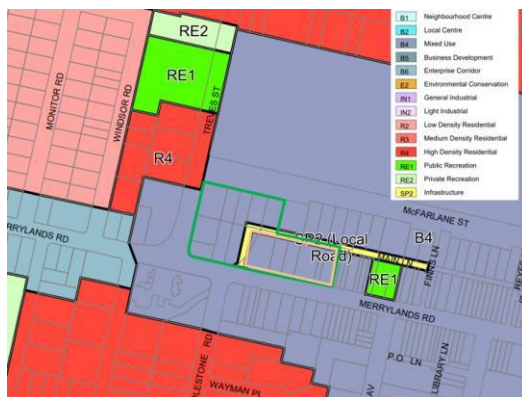 RE2
RE1
MONITOR RD
WINDSOR RD
TREVES ST
R4
McFARLANE ST
B4
SP2 (Local
Road)
MAIN LN
FINNS LN
RE1
MERRYLANDS RD
RRYLANDS RD
P.O. LN
LIBRARY LN
AV
RD
WAYMAN PL
B1 Neighbourhood Centre
B2 Local Centre
B4 Mixed Use
B5 Business Development
B6 Enterprise Corridor
E2 Environmental Conservation
IN1 General Industrial
IN2 Light Industrial
R2 Low Density Residential
R3 Medium Density Residential
R4 High Density Residential
RE1 Public Recreation
RE2 Private Recreation
SP2 Infrastructure